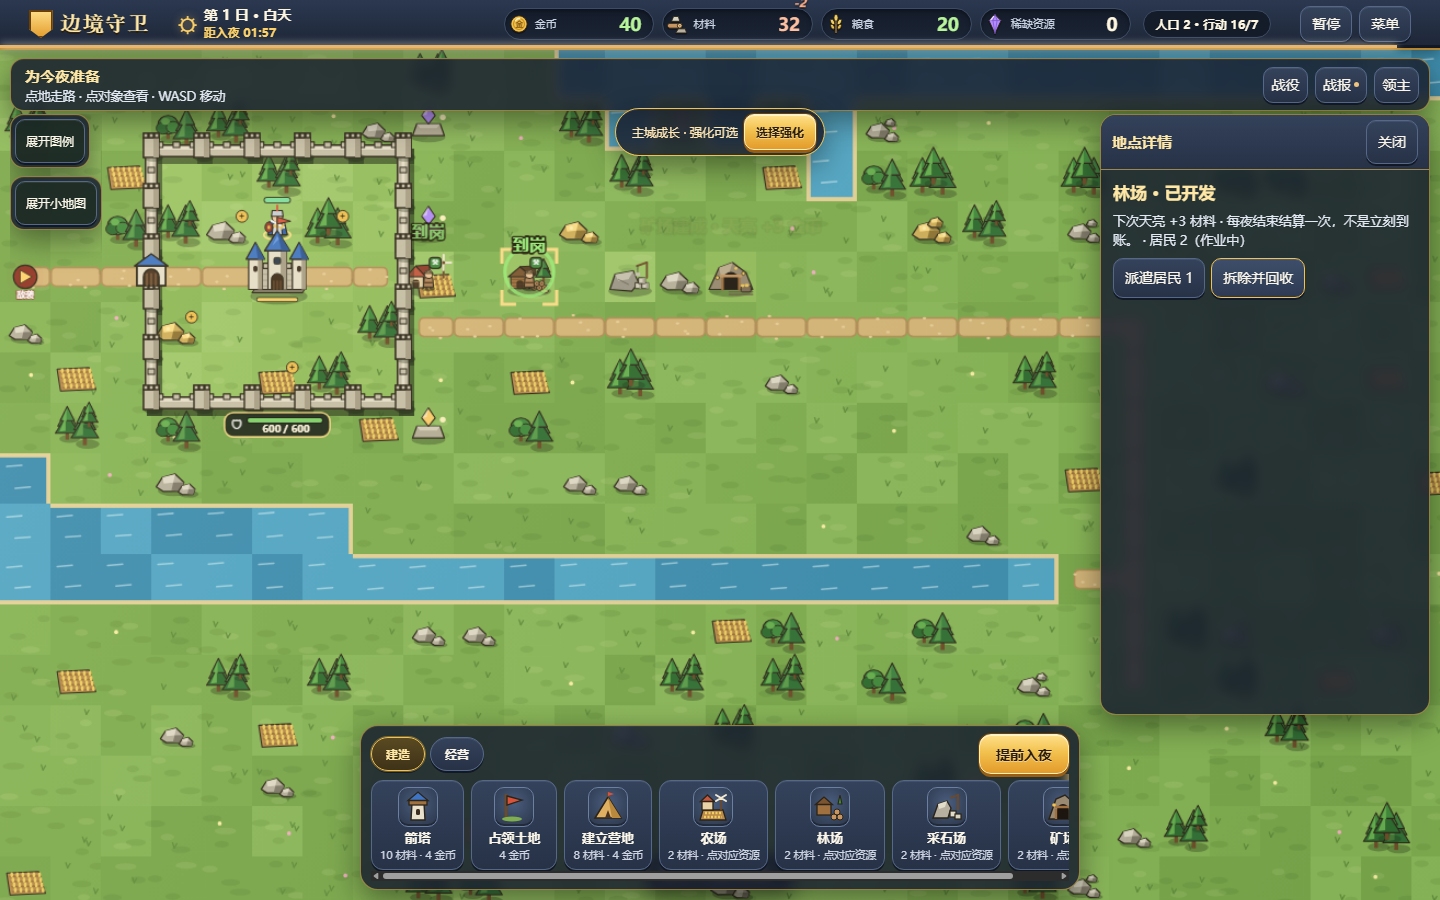 边境守卫
第 1 日 • 白天
距入夜 01:57
金币 40
-2
材料 32
粮食 20
稀缺资源 0
人口 2 • 行动 16/7
暂停
菜单
为今夜准备
点地走路 · 点对象查看 · WASD 移动
战役
战报
领主
展开图例
展开小地图
主城成长 · 强化可选
选择强化
地点详情
关闭
林场 • 已开发
下次天亮 +3 材料 · 每夜结束结算一次，不是立刻到
账。 · 居民 2（作业中）
派遣居民 1
拆除并回收
到岗
到岗
600 / 600
建造
经营
提前入夜
箭塔
10 材料 · 4 金币
占领土地
4 金币
建立营地
8 材料 · 4 金币
农场
2 材料 · 点对应资源
林场
2 材料 · 点对应资源
采石场
2 材料 · 点对应资源
2 材料 · 点